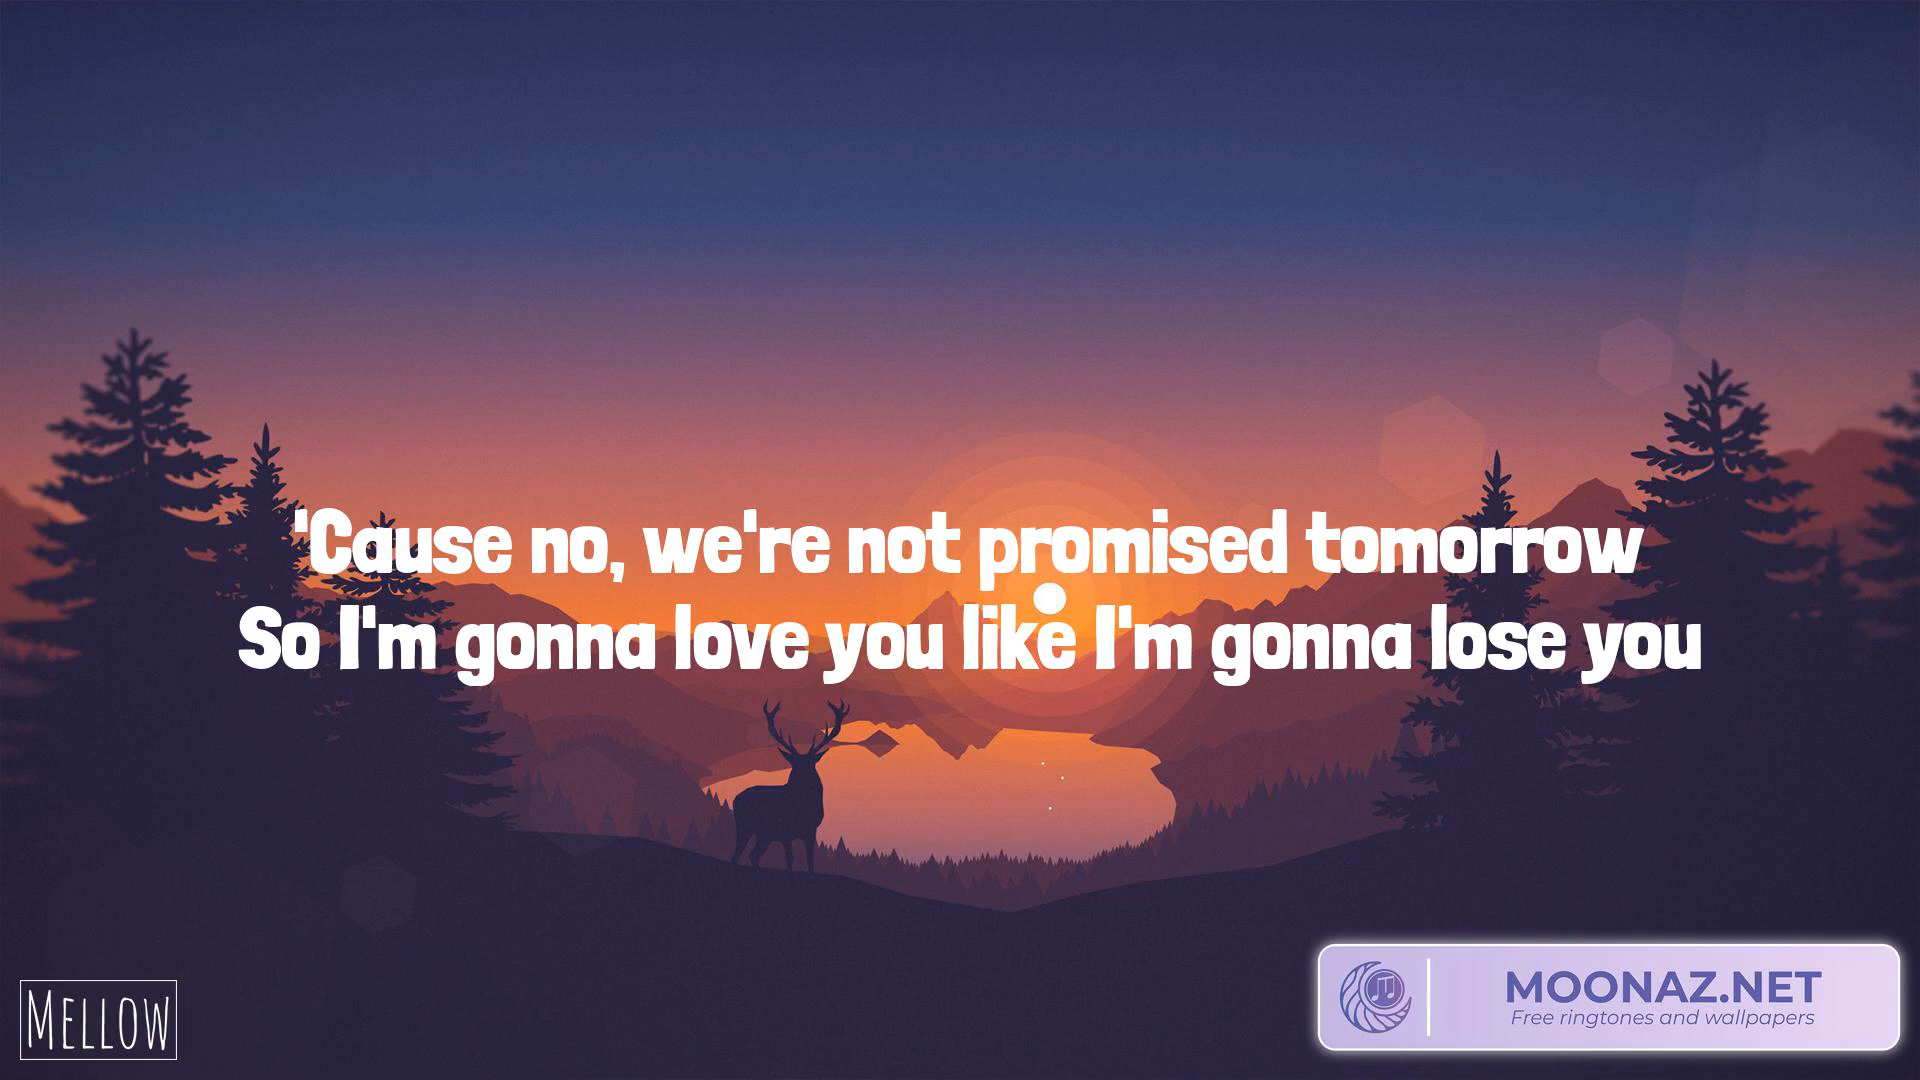 'Cause no, we're not promised tomorrow
So I'm gonna love you like I'm gonna lose you
MELLOW
MOONAZ.NET
Free ringtones and wallpapers